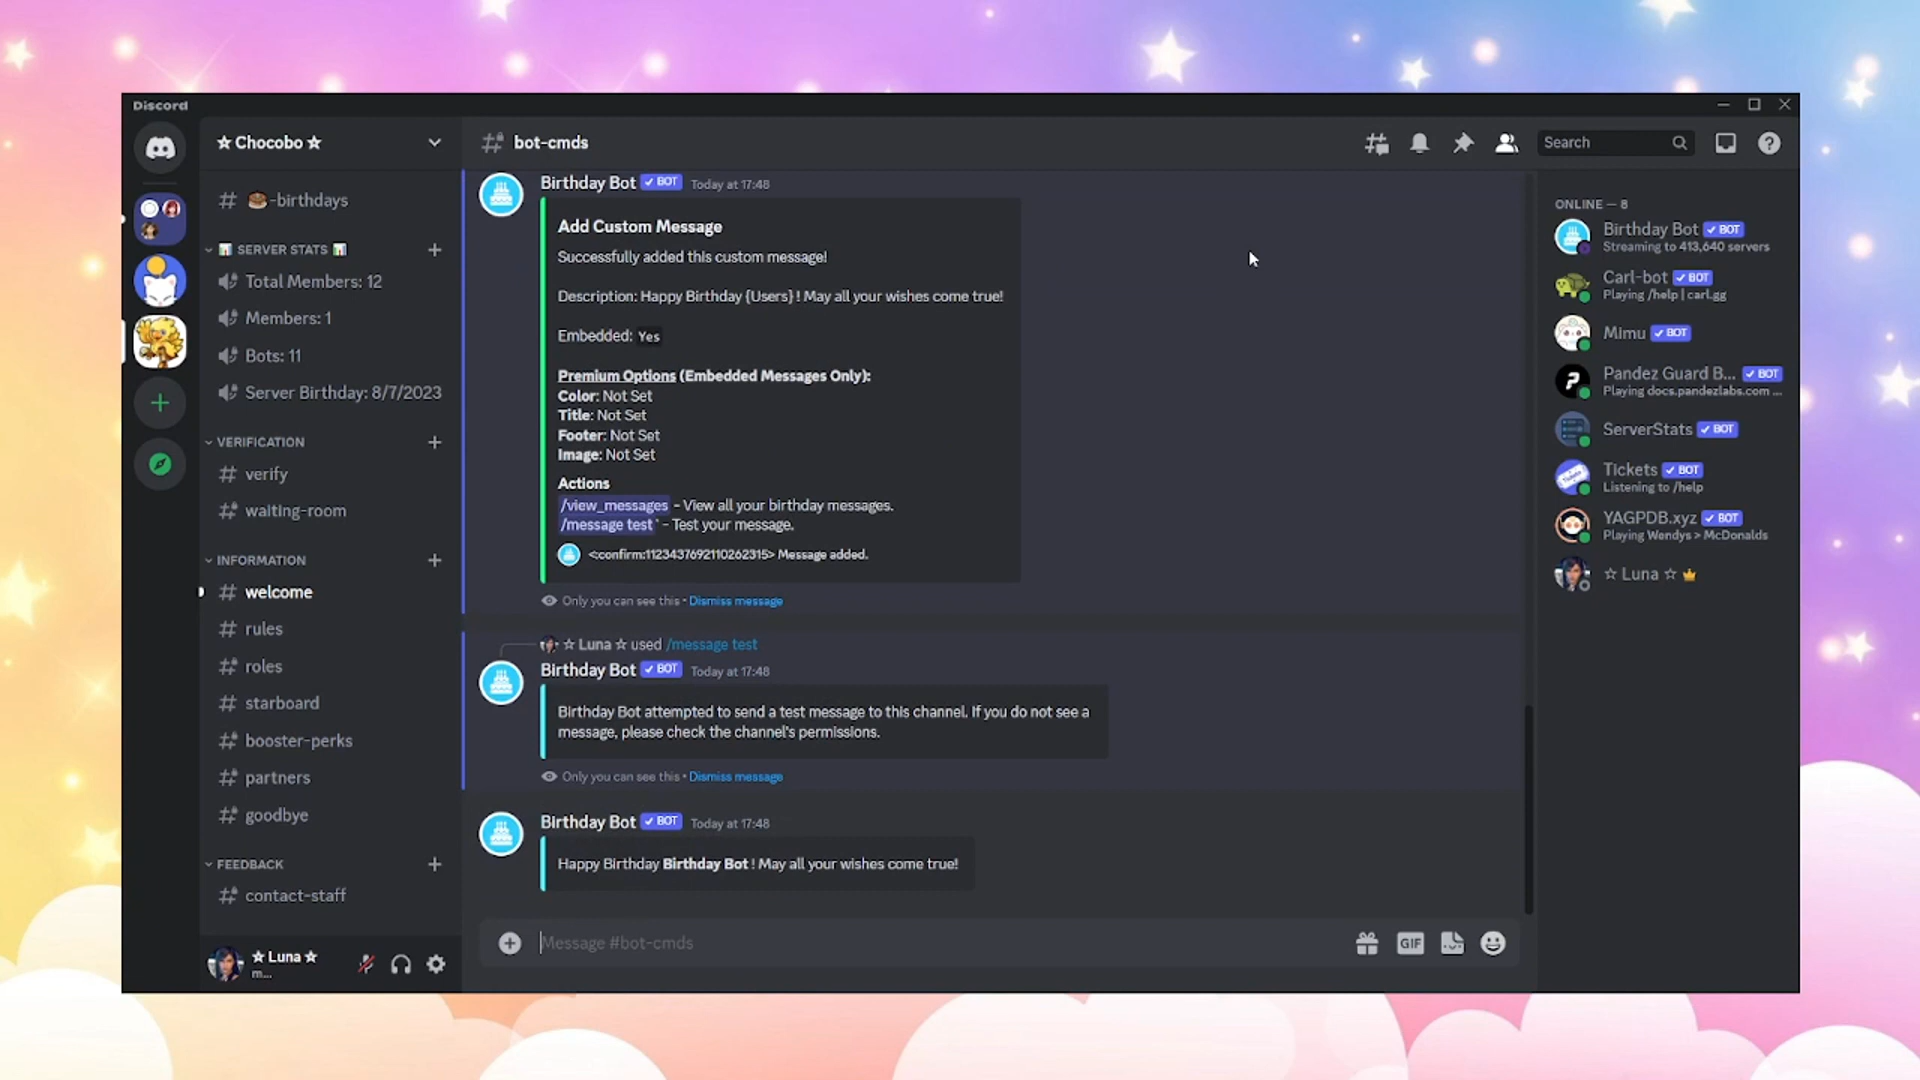 Discord
☆ Chocobo ☆
bot-cmds
Search
-birthdays
SERVER STATS
Total Members: 12
Members: 1
Bots: 11
Server Birthday: 8/7/2023
VERIFICATION
verify
waiting-room
INFORMATION
welcome
rules
roles
starboard
booster-perks
partners
goodbye
FEEDBACK
contact-staff
☆ Luna ☆
m...
Birthday Bot ✓ BOT Today at 17:48
Add Custom Message
Successfully added this custom message!
Description: Happy Birthday {Users} ! May all your wishes come true!
Embedded: Yes
Premium Options (Embedded Messages Only):
Color: Not Set
Title: Not Set
Footer: Not Set
Image: Not Set
Actions
/view_messages - View all your birthday messages.
/message test ` - Test your message.
<:confirm:1123437692110262315> Message added.
Only you can see this • Dismiss message
☆ Luna ☆ used /message test
Birthday Bot ✓ BOT Today at 17:48
Birthday Bot attempted to send a test message to this channel. If you do not see a
message, please check the channel's permissions.
Only you can see this • Dismiss message
Birthday Bot ✓ BOT Today at 17:48
Happy Birthday Birthday Bot ! May all your wishes come true!
Message #bot-cmds
GIF
ONLINE — 8
Birthday Bot ✓ BOT
Streaming to 413,640 servers
Carl-bot ✓ BOT
Playing /help | carl.gg
Mimu ✓ BOT
Pandez Guard B... ✓ BOT
Playing docs.pandezlabs.com ...
ServerStats ✓ BOT
Tickets ✓ BOT
Listening to /help
YAGPDB.xyz ✓ BOT
Playing Wendys > McDonalds
☆ Luna ☆